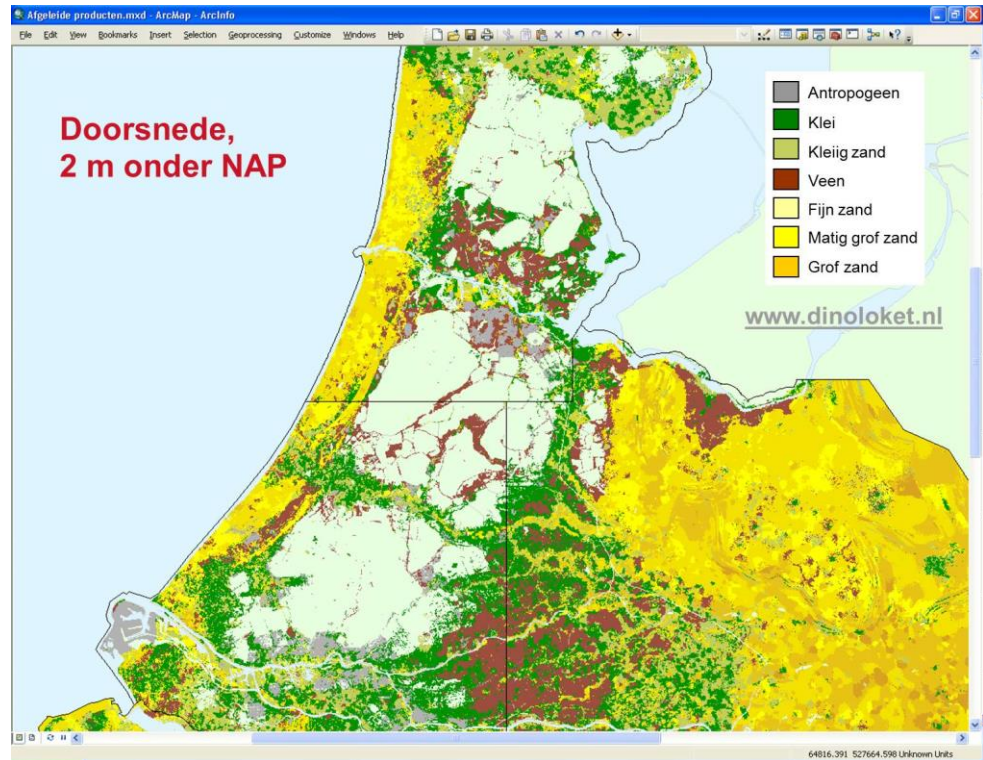 Afgeleide producten.mxd - ArcMap - ArcInfo
File Edit View Bookmarks Insert Selection Geoprocessing Customize Windows Help
Doorsnede,
2 m onder NAP
Antropogeen
Klei
Kleiig zand
Veen
Fijn zand
Matig grof zand
Grof zand
www.dinoloket.nl
64816.391 527664.598 Unknown Units